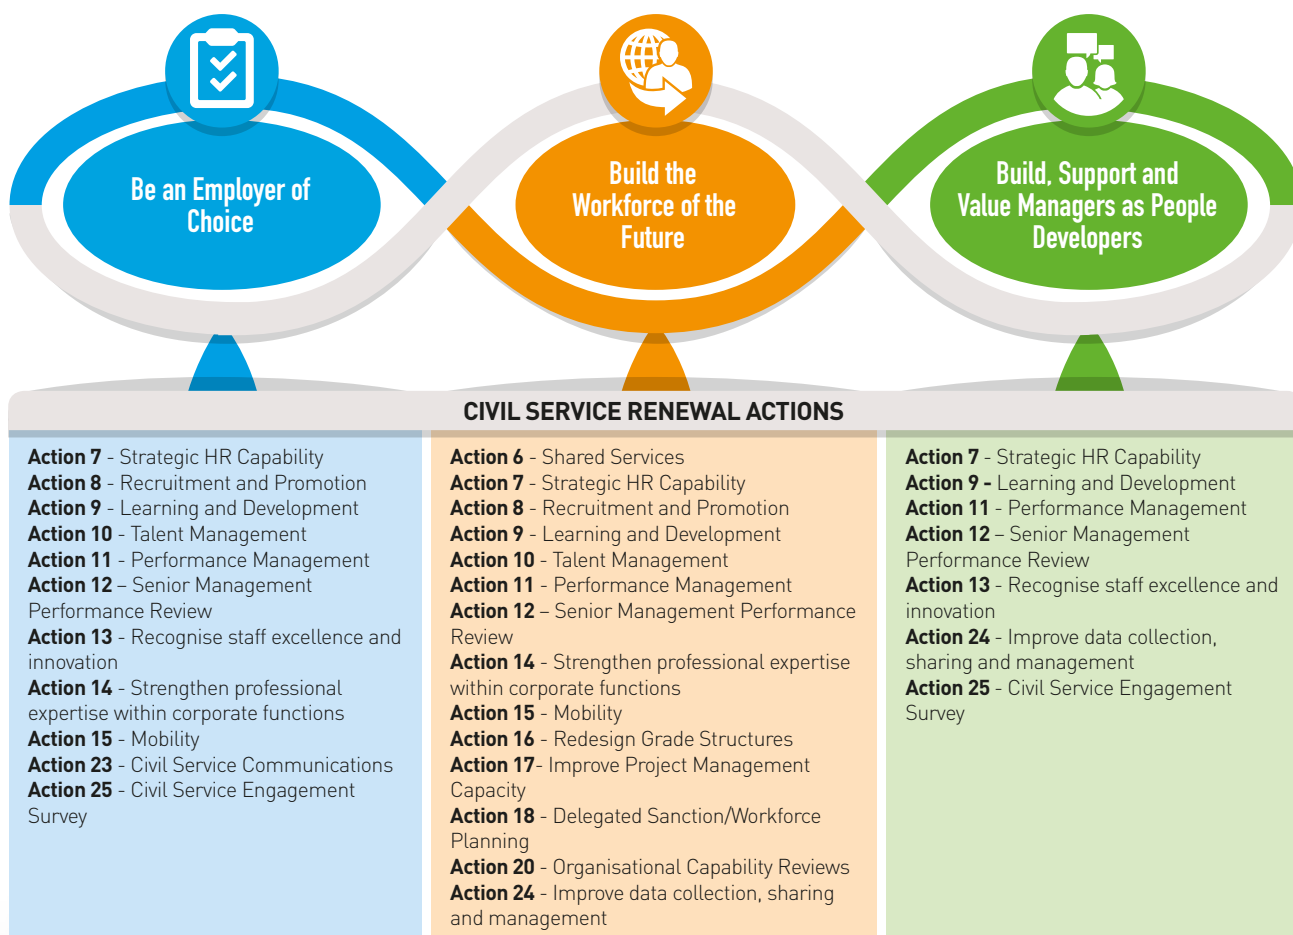 Be an Employer of
Choice
Build the
Workforce of the
Future
Build, Support and
Value Managers as People
Developers
CIVIL SERVICE RENEWAL ACTIONS
Action 7 - Strategic HR Capability
Action 8 - Recruitment and Promotion
Action 9 - Learning and Development
Action 10 - Talent Management
Action 11 - Performance Management
Action 12 – Senior Management
Performance Review
Action 13 - Recognise staff excellence and
innovation
Action 14 - Strengthen professional
expertise within corporate functions
Action 15 - Mobility
Action 23 - Civil Service Communications
Action 25 - Civil Service Engagement
Survey
Action 6 - Shared Services
Action 7 - Strategic HR Capability
Action 8 - Recruitment and Promotion
Action 9 - Learning and Development
Action 10 - Talent Management
Action 11 - Performance Management
Action 12 – Senior Management Performance
Review
Action 14 - Strengthen professional expertise
within corporate functions
Action 15 - Mobility
Action 16 - Redesign Grade Structures
Action 17- Improve Project Management
Capacity
Action 18 - Delegated Sanction/Workforce
Planning
Action 20 - Organisational Capability Reviews
Action 24 - Improve data collection, sharing
and management
Action 7 - Strategic HR Capability
Action 9 - Learning and Development
Action 11 - Performance Management
Action 12 – Senior Management
Performance Review
Action 13 - Recognise staff excellence and
innovation
Action 24 - Improve data collection,
sharing and management
Action 25 - Civil Service Engagement
Survey